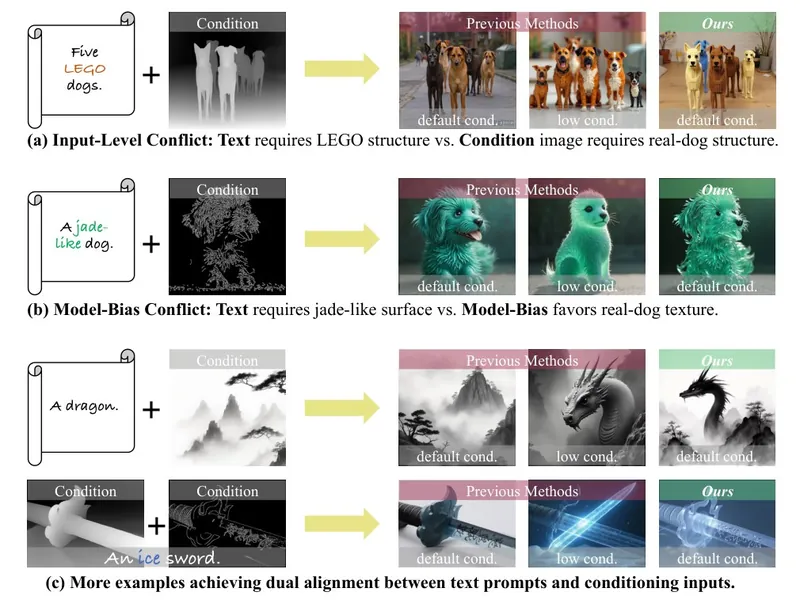 Five
LEGO
dogs.
+
Condition
Previous Methods
Ours
default cond.
low cond.
default cond.
(a) Input-Level Conflict: Text requires LEGO structure vs. Condition image requires real-dog structure.
A jade-
like dog.
+
Condition
Previous Methods
Ours
default cond.
low cond.
default cond.
(b) Model-Bias Conflict: Text requires jade-like surface vs. Model-Bias favors real-dog texture.
A dragon.
+
Condition
Previous Methods
Ours
default cond.
low cond.
default cond.
Condition
+
Condition
An ice sword.
Previous Methods
Ours
default cond.
low cond.
default cond.
(c) More examples achieving dual alignment between text prompts and conditioning inputs.